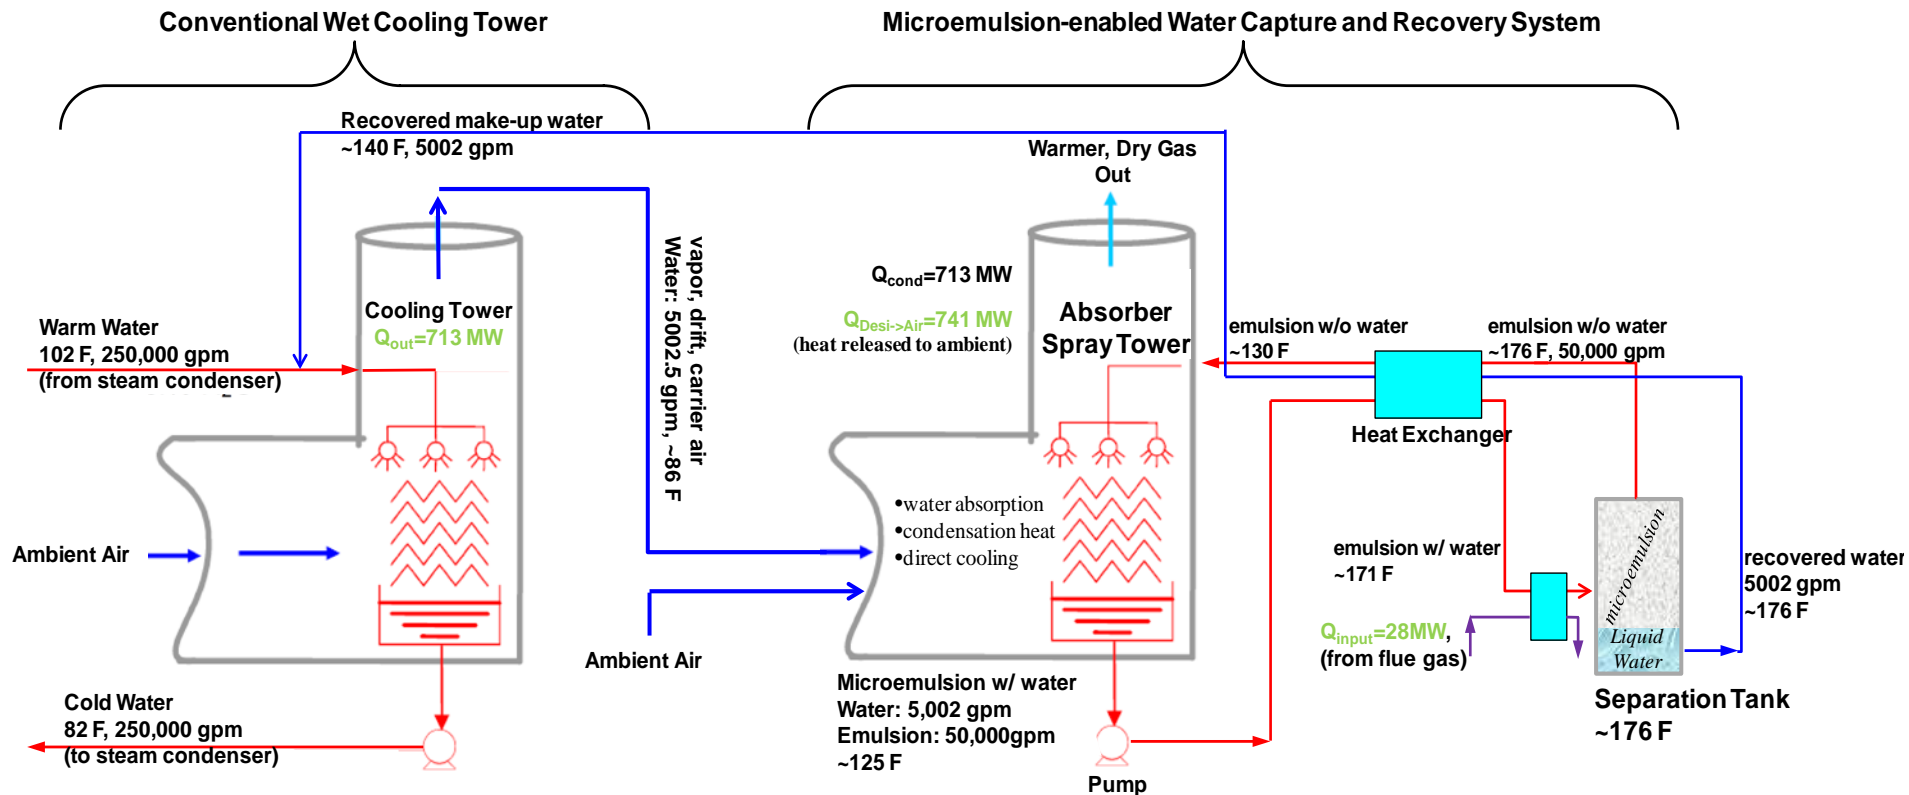 Conventional Wet Cooling Tower
Microemulsion-enabled Water Capture and Recovery System
Recovered make-up water
~140 F, 5002 gpm
Warmer, Dry Gas
Out
vapor, drift, carrier air
Water: 5002.5 gpm, ~86 F
Cooling Tower
Qout=713 MW
Warm Water
102 F, 250,000 gpm
(from steam condenser)
Ambient Air
Cold Water
82 F, 250,000 gpm
(to steam condenser)
Qcond=713 MW
QDesi->Air=741 MW
(heat released to ambient)
Absorber
Spray Tower
•water absorption
•condensation heat
•direct cooling
Ambient Air
Microemulsion w/ water
Water: 5,002 gpm
Emulsion: 50,000gpm
~125 F
Pump
emulsion w/o water
~130 F
emulsion w/o water
~176 F, 50,000 gpm
Heat Exchanger
emulsion w/ water
~171 F
Qinput=28MW,
(from flue gas)
microemulsion
Liquid
Water
recovered water
5002 gpm
~176 F
Separation Tank
~176 F